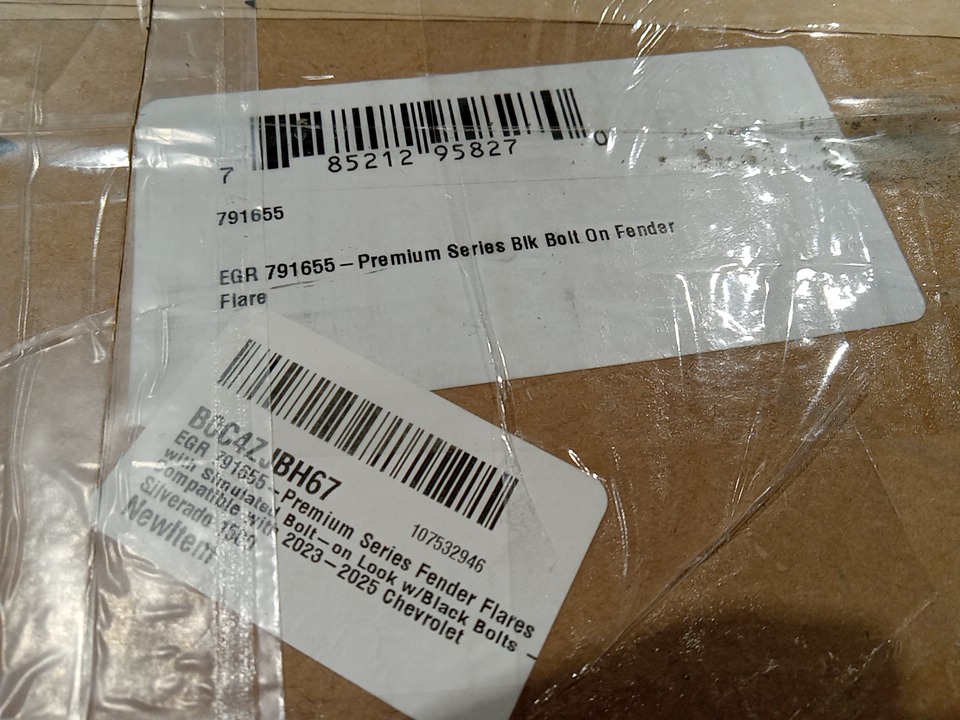 7 85212 95827 0
791655
EGR 791655 – Premium Series Blk Bolt On Fender
Flare
107532946
EGR 791655 – Premium Series Fender Flares
with Simulated Bolt–on Look w/Black Bolts –
Compatible with 2023–2025 Chevrolet
Silverado 1500
NewItem